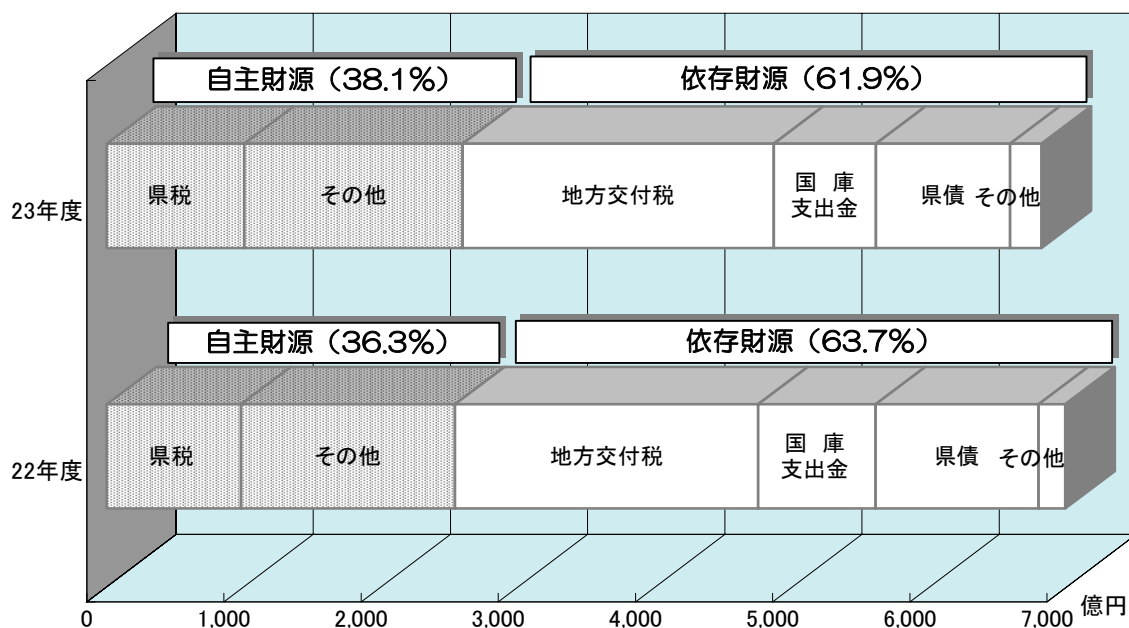 自主財源（38.1％）
依存財源（61.9％）
23年度
県税
その他
地方交付税
国 庫
支出金
県債
その他
自主財源（36.3％）
依存財源（63.7％）
22年度
県税
その他
地方交付税
国 庫
支出金
県債
その他
0 1,000 2,000 3,000 4,000 5,000 6,000 7,000 億円